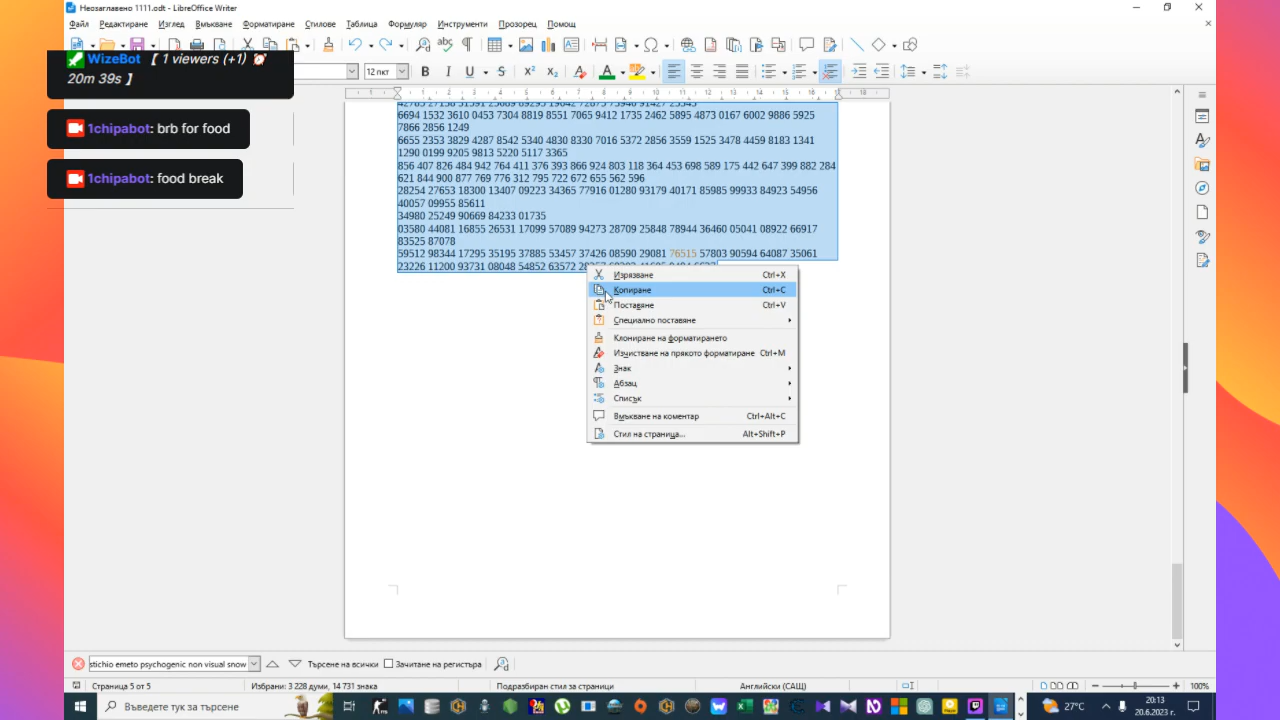 Неозаглавено 1111.odt - LibreOffice Writer
Файл Редактиране Изглед Вмъкване Форматиране Стилове Таблица Формуляр Инструменти Прозорец Помощ
12 пкт
WizeBot [ 1 viewers (+1) ⏰
20m 39s ]
1chipabot: brb for food
1chipabot: food break
6694 1532 3610 0453 7304 8819 8551 7065 9412 1735 2462 5895 4873 0167 6002 9886 5925
7866 2856 1249
6655 2353 3829 4287 8542 5340 4830 8330 7016 5372 2856 3559 1525 3478 4459 8183 1341
1290 0199 9205 9813 5220 5117 3365
856 407 826 484 942 764 411 376 393 866 924 803 118 364 453 698 589 175 442 647 399 882 284
621 844 900 877 769 776 312 795 722 672 655 562 596
28254 27653 18300 13407 09223 34365 77916 01280 93179 40171 85985 99933 84923 54956
40057 09955 85611
34980 25249 90669 84233 01735
03580 44081 16855 26531 17099 57089 94273 28709 25848 78944 36460 05041 08922 66917
83525 87078
59512 98344 17295 35195 37885 53457 37426 08590 29081 76515 57803 90594 64087 35061
23226 11200 93731 08048 54852 63572
Изрязване Ctrl+X
Копиране Ctrl+C
Поставяне Ctrl+V
Специално поставяне
Клониране на форматирането
Изчистване на прякото форматиране Ctrl+M
Знак
Абзац
Списък
Вмъкване на коментар Ctrl+Alt+C
Стил на страница... Alt+Shift+P
stichio emeto psychogenic non visual snow Търсене на всички Зачитане на регистъра
Страница 5 от 5 Избрани: 3 228 думи, 14 731 знака Подразбиран стил за страници Английски (САЩ) 100%
Въведете тук за търсене 27°C 20:13
20.6.2023 г.